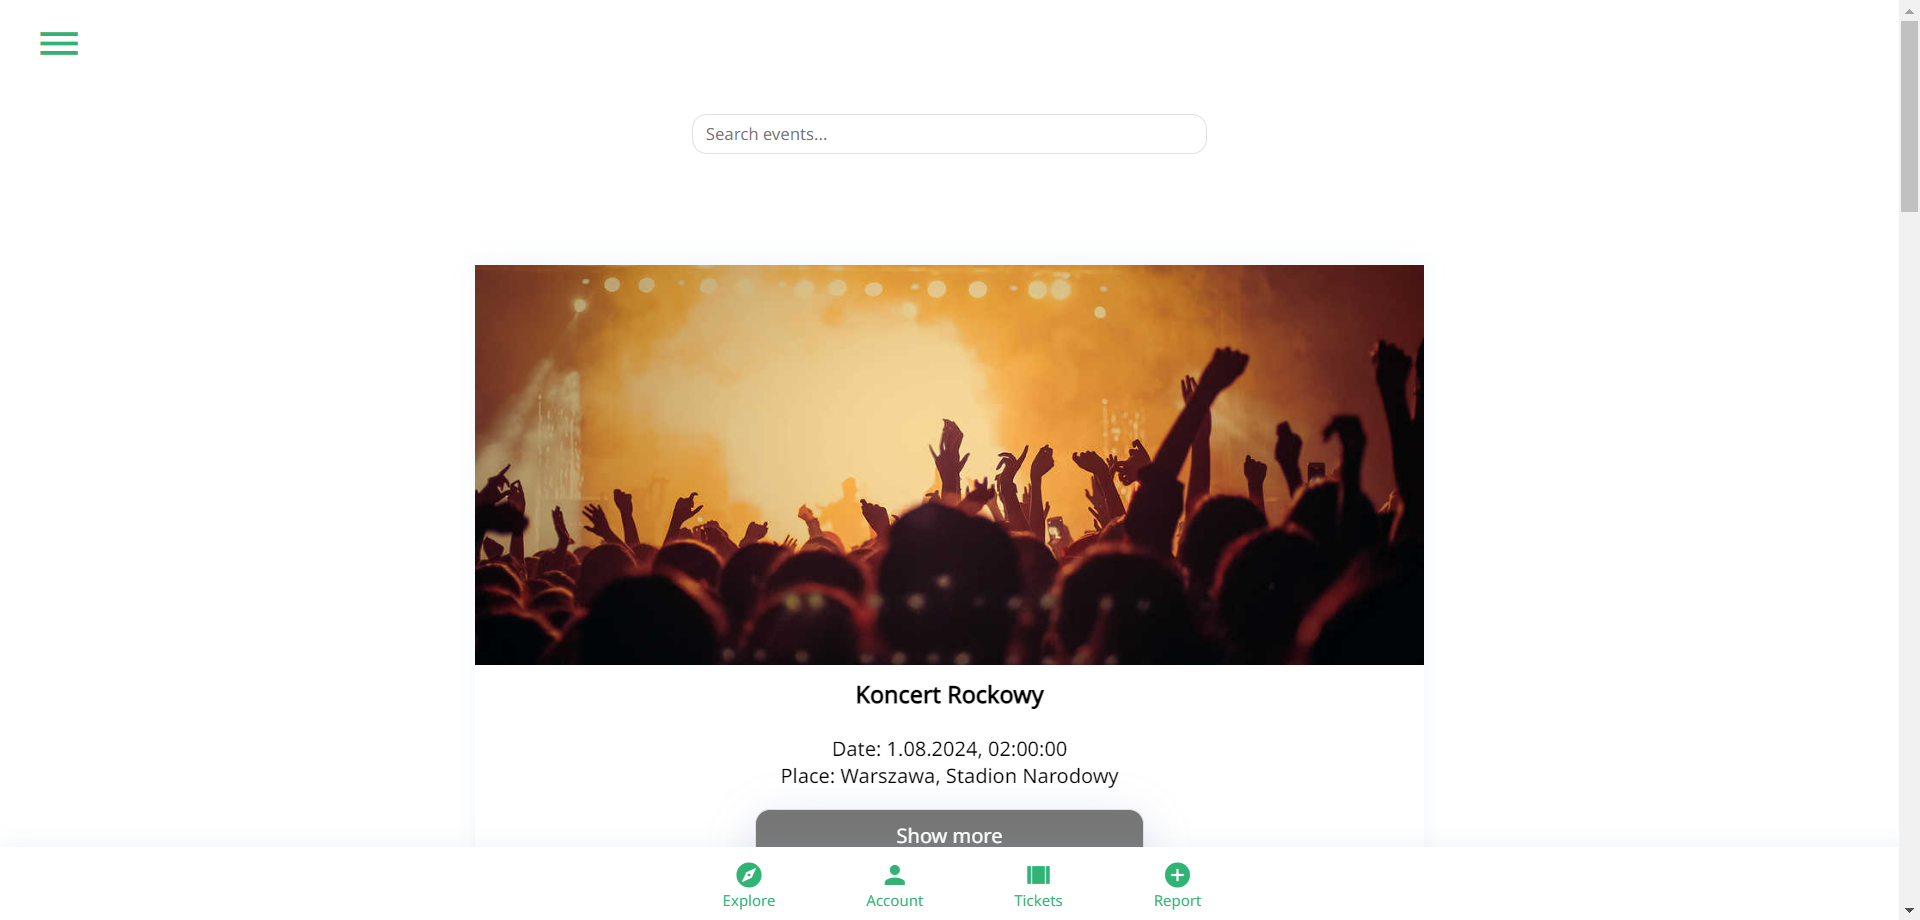 Search events...
Koncert Rockowy
Date: 1.08.2024, 02:00:00
Place: Warszawa, Stadion Narodowy
Show more
Explore
Account
Tickets
Report